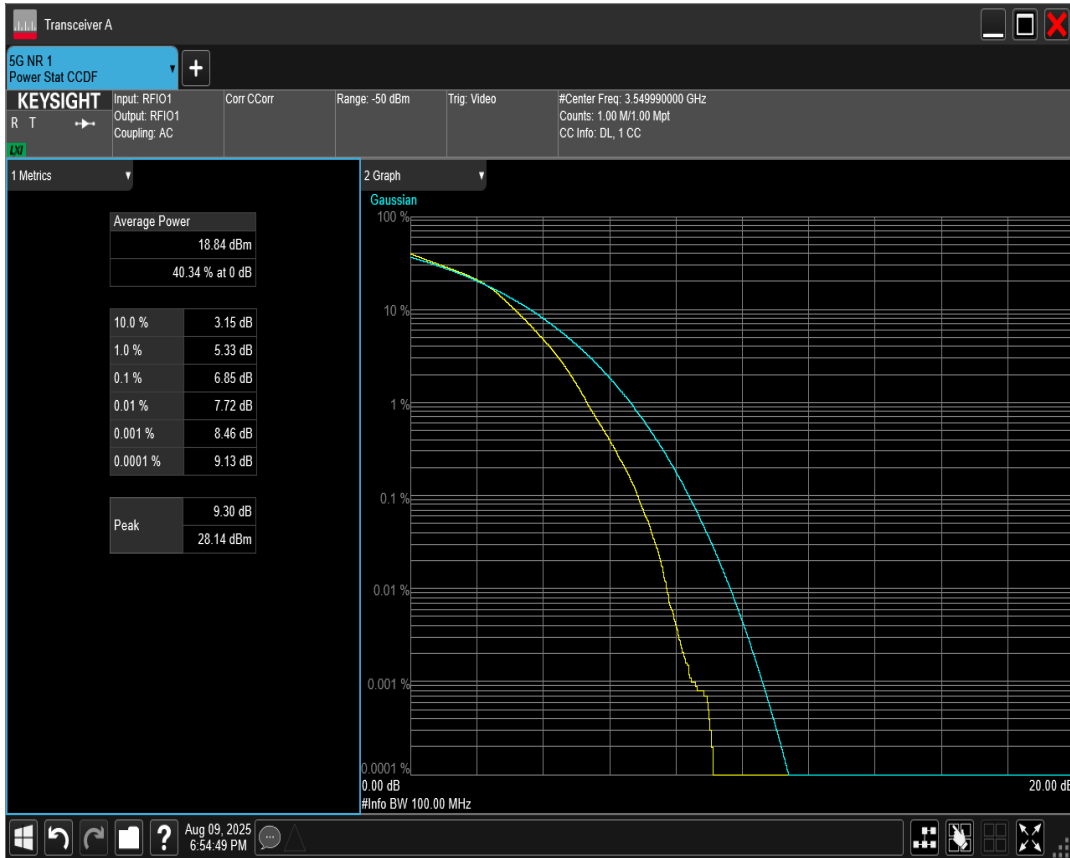 Transceiver A
5G NR 1
Power Stat CCDF
KEYSIGHT
R T
LXI
Input: RFIO1
Output: RFIO1
Coupling: AC
Corr CCorr
Range: -50 dBm
Trig: Video
#Center Freq: 3.549990000 GHz
Counts: 1.00 M/1.00 Mpt
CC Info: DL, 1 CC
1 Metrics
Average Power
18.84 dBm
40.34 % at 0 dB
10.0 % 3.15 dB
1.0 % 5.33 dB
0.1 % 6.85 dB
0.01 % 7.72 dB
0.001 % 8.46 dB
0.0001 % 9.13 dB
Peak
9.30 dB
28.14 dBm
2 Graph
Gaussian
100 %
10 %
1 %
0.1 %
0.01 %
0.001 %
0.0001 %
0.00 dB
20.00 dB
#Info BW 100.00 MHz
Aug 09, 2025
6:54:49 PM